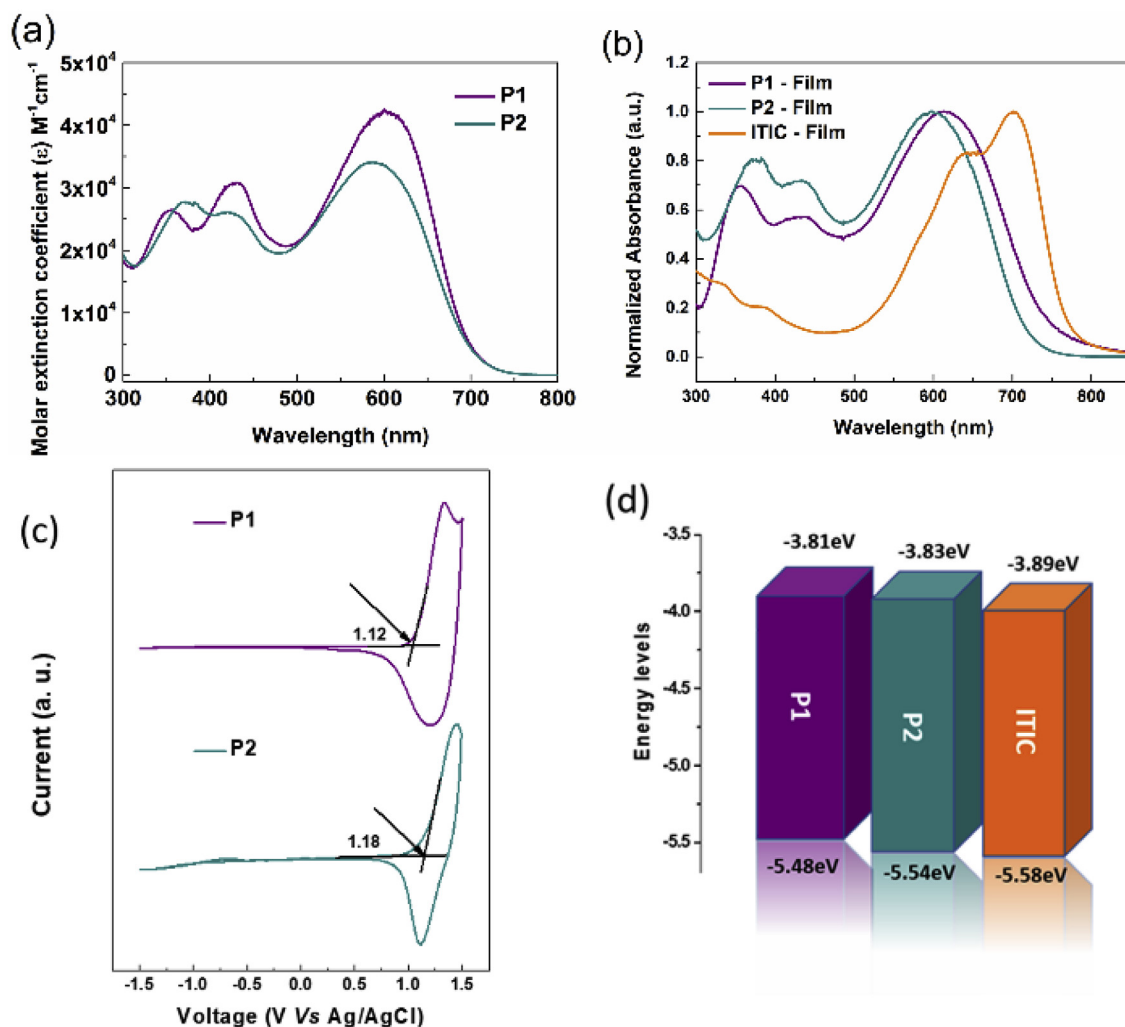 (a)
Molar extinction coefficient (ε) M⁻¹cm⁻¹
5x10⁴
4x10⁴
3x10⁴
2x10⁴
1x10⁴
0
P1
P2
300 400 500 600 700 800
Wavelength (nm)
(b)
Normalized Absorbance (a.u.)
1.2
1.0
0.8
0.6
0.4
0.2
0.0
P1 - Film
P2 - Film
ITIC - Film
300 400 500 600 700 800
Wavelength (nm)
(c)
Current (a. u.)
P1
1.12
P2
1.18
-1.5 -1.0 -0.5 0.0 0.5 1.0 1.5
Voltage (V Vs Ag/AgCl)
(d)
Energy levels
-3.5
-4.0
-4.5
-5.0
-5.5
-3.81eV -3.83eV -3.89eV
P1 P2 ITIC
-5.48eV -5.54eV -5.58eV